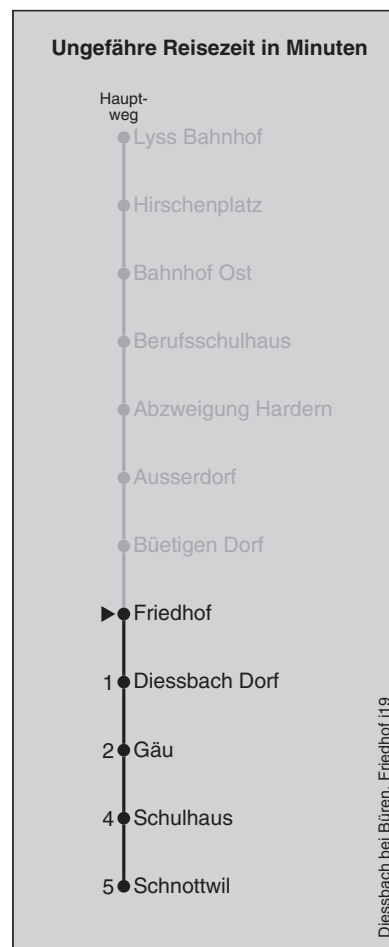 Ungefähre Reisezeit in Minuten
Haupt-
weg
Lyss Bahnhof
Hirschenplatz
Bahnhof Ost
Berufsschulhaus
Abzweigung Hardern
Ausserdorf
Büetigen Dorf
Friedhof
1 Diessbach Dorf
2 Gäu
4 Schulhaus
5 Schnottwil
Diessbach bei Büren, Friedhof j19